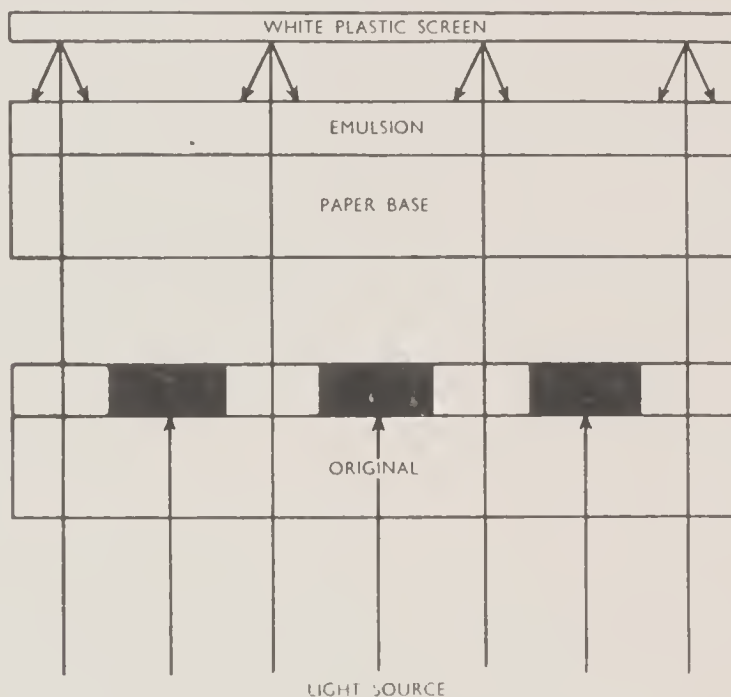 WHITE PLASTIC SCREEN
EMULSION
PAPER BASE
ORIGINAL
LIGHT SOURCE